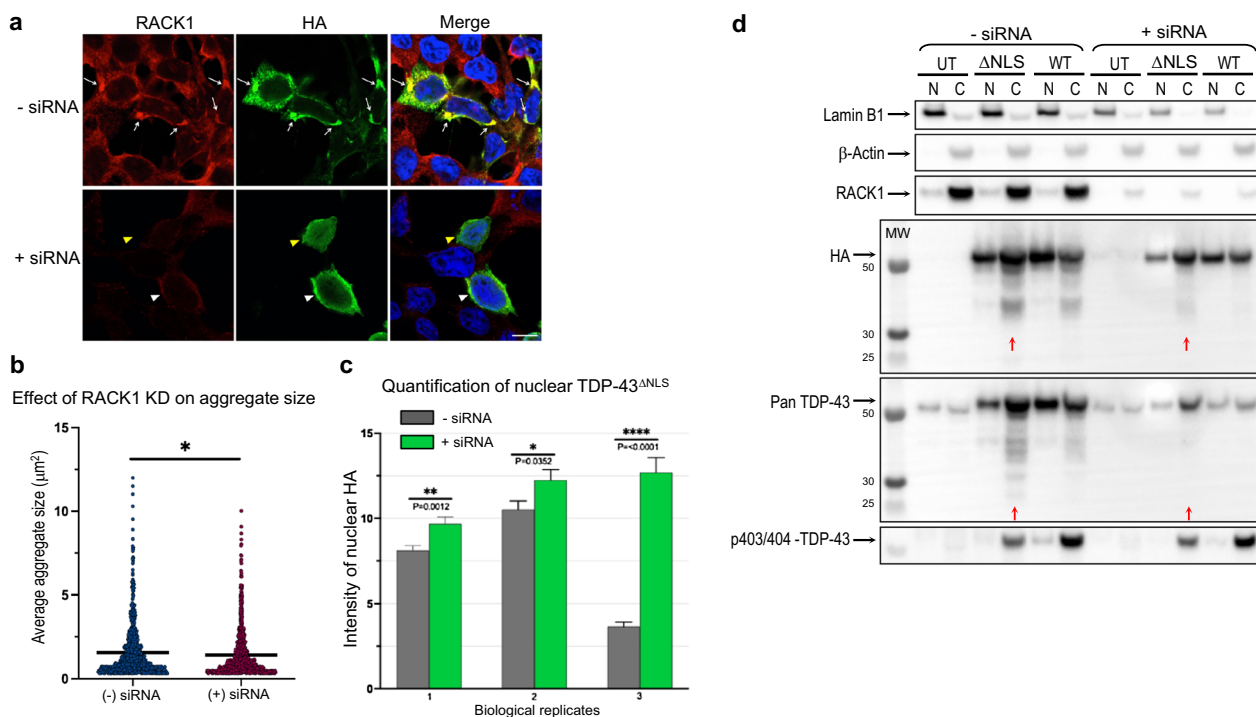 a
RACK1 HA Merge
- siRNA
+ siRNA
b
Effect of RACK1 KD on aggregate size
*
Average aggregate size (μm²)
15
10
5
0
(-) siRNA (+) siRNA
c
Quantification of nuclear TDP-43ΔNLS
- siRNA
+ siRNA
Intensity of nuclear HA
15
13
10
5
0
**
P=0.0012
*
P=0.0352
****
P=<0.0001
1 2 3
Biological replicates
d
- siRNA + siRNA
UT ΔNLS WT UT ΔNLS WT
N C N C N C N C N C N C
Lamin B1
β-Actin
RACK1
MW
HA
50
30
25
Pan TDP-43
50
30
25
p403/404 -TDP-43